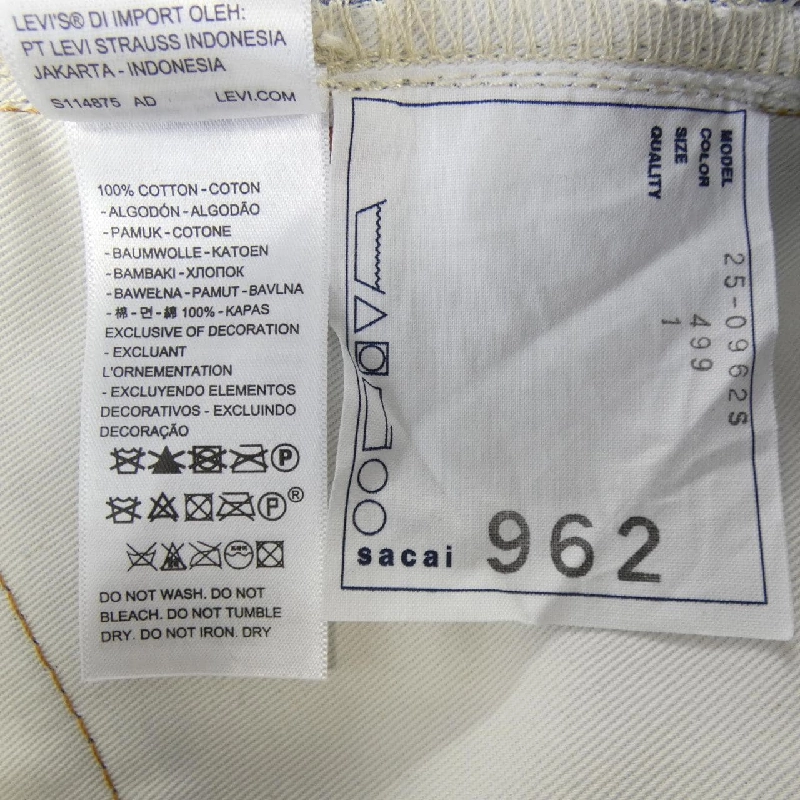 LEVI'S® DI IMPORT OLEH:
PT LEVI STRAUSS INDONESIA
JAKARTA - INDONESIA
S114875 AD LEVI.COM
100% COTTON - COTON
- ALGODÓN - ALGODÃO
- PAMUK - COTONE
- BAUMWOLLE - KATOEN
- BAMBAKI - ХЛОПОК
- BAWEŁNA - PAMUT - BAVLNA
- 棉 - 면 - 綿 100% - KAPAS
EXCLUSIVE OF DECORATION
- EXCLUANT
L'ORNEMENTATION
- EXCLUYENDO ELEMENTOS
DECORATIVOS - EXCLUINDO
DECORAÇÃO
P
P ®
DO NOT WASH. DO NOT
BLEACH. DO NOT TUMBLE
DRY. DO NOT IRON. DRY
MODEL 25-0962S
COLOR 499
SIZE 1
QUALITY
sacai 962